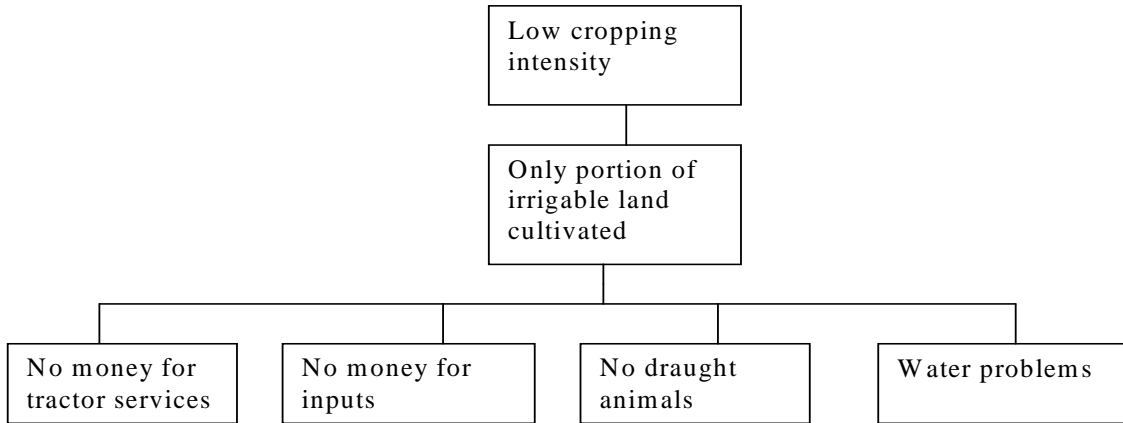 Low cropping
intensity
Only portion of
irrigable land
cultivated
No money for
tractor services
No money for
inputs
No draught
animals
Water problems